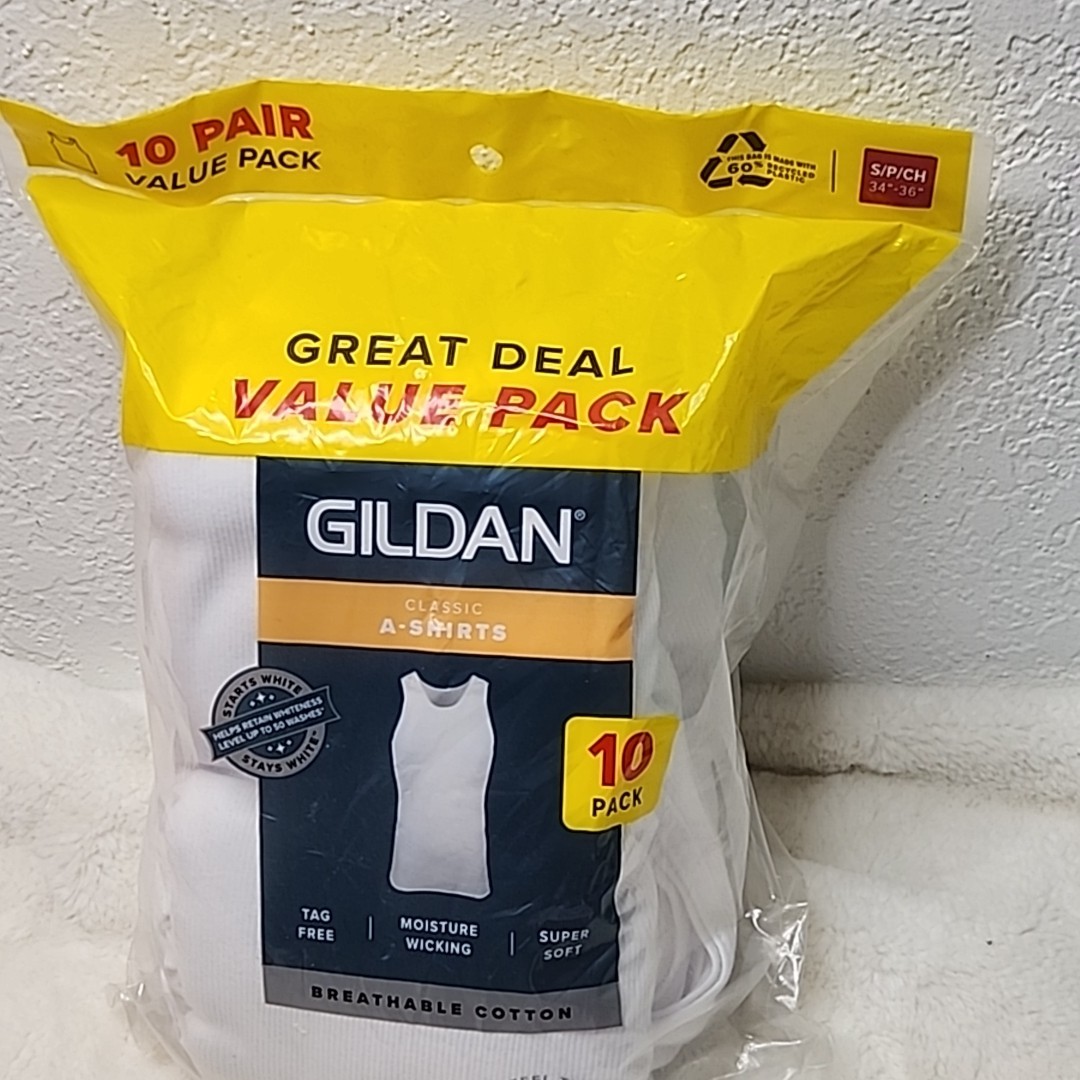 10 PAIR
VALUE PACK
THIS BAG IS MADE WITH
60% RECYCLED
PLASTIC
S/P/CH
34"-36"
GREAT DEAL
VALUE PACK
GILDAN®
CLASSIC
A-SHIRTS
STARTS WHITE
HELPS RETAIN WHITENESS
LEVEL UP TO 50 WASHES*
STAYS WHITE™
10
PACK
TAG
FREE
MOISTURE
WICKING
SUPER
SOFT
BREATHABLE COTTON